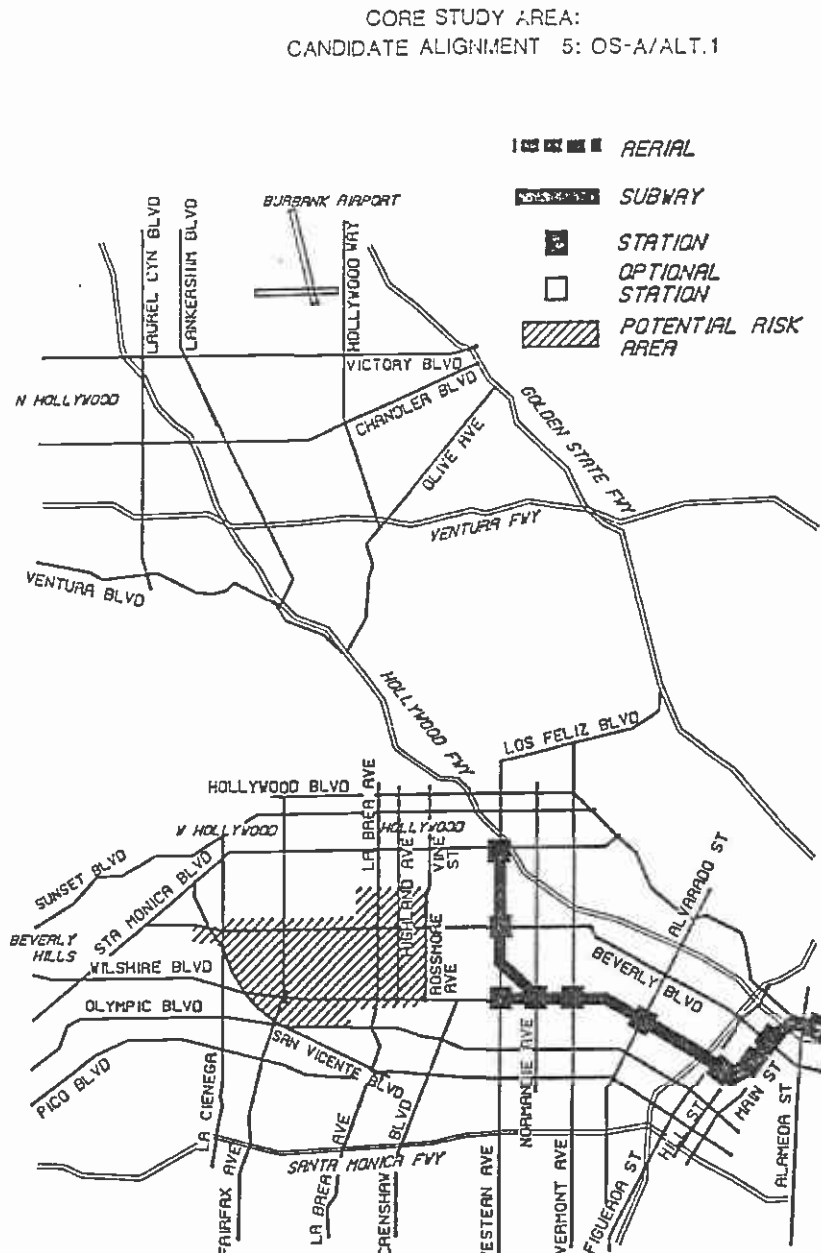 CORE STUDY AREA:
CANDIDATE ALIGNMENT 5: OS-A/ALT.1
AERIAL
SUBWAY
STATION
OPTIONAL
STATION
POTENTIAL RISK
AREA
BURBANK AIRPORT
LAUREL CYN BLVD
LANKERSHIM BLVD
HOLLYWOOD WAY
VICTORY BLVD
N HOLLYWOOD
CHANDLER BLVD
OLIVE AVE
GOLDEN STATE FWY
VENTURA FWY
VENTURA BLVD
HOLLYWOOD FWY
LOS FELIZ BLVD
HOLLYWOOD BLVD
LA BREA AVE
W HOLLYWOOD
HOLLYWOOD
HIGHLAND AVE
VINE ST
SUNSET BLVD
STA MONICA BLVD
ALVARADO ST
BEVERLY
HILLS
ROSSMORE
AVE
BEVERLY BLVD
WILSHIRE BLVD
OLYMPIC BLVD
SAN VICENTE BLVD
PICO BLVD
NORMANDIE AVE
LA CIENEGA
FAIRFAX AVE
LA BREA AVE
CRENSHAW BLVD
SANTA MONICA FWY
WESTERN AVE
VERMONT AVE
FIGUEROA ST
HILL ST
MAIN ST
ALAMEDA ST